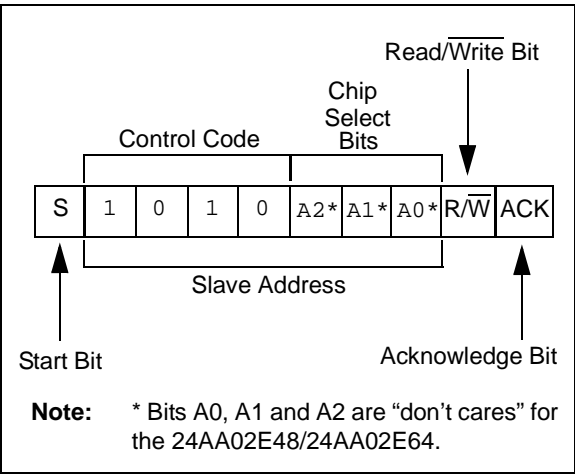 Read/Write Bit
Chip
Select
Bits
Control Code
S 1 0 1 0 A2* A1* A0* R/W ACK
Slave Address
Start Bit
Acknowledge Bit
Note: * Bits A0, A1 and A2 are “don’t cares” for
the 24AA02E48/24AA02E64.